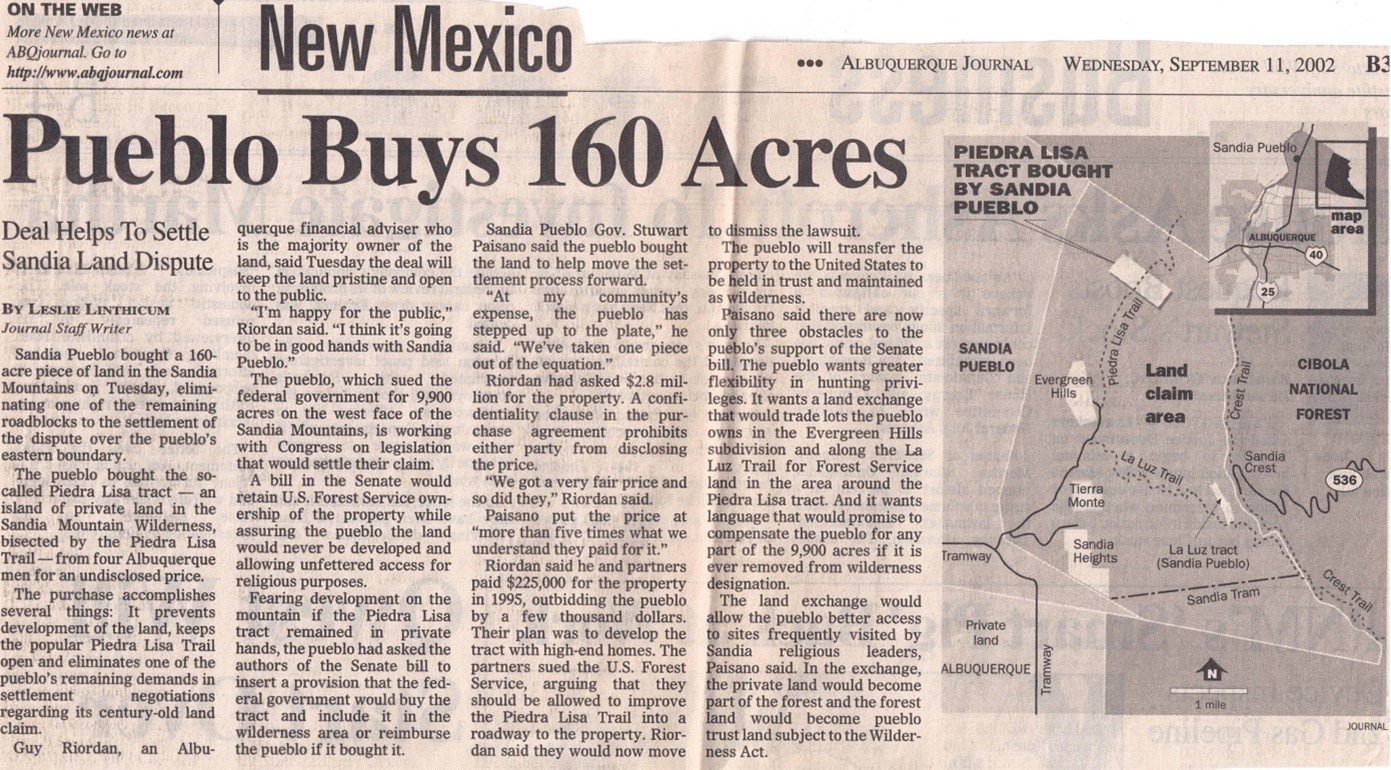 ON THE WEB
More New Mexico news at
ABQjournal. Go to
http://www.abqjournal.com
New Mexico
••• ALBUQUERQUE JOURNAL WEDNESDAY, SEPTEMBER 11, 2002 B3
Pueblo Buys 160 Acres
Deal Helps To Settle
Sandia Land Dispute
BY LESLIE LINTHICUM
Journal Staff Writer
Sandia Pueblo bought a 160-
acre piece of land in the Sandia
Mountains on Tuesday, elimi-
nating one of the remaining
roadblocks to the settlement of
the dispute over the pueblo's
eastern boundary.
The pueblo bought the so-
called Piedra Lisa tract — an
island of private land in the
Sandia Mountain Wilderness,
bisected by the Piedra Lisa
Trail — from four Albuquerque
men for an undisclosed price.
The purchase accomplishes
several things: It prevents
development of the land, keeps
the popular Piedra Lisa Trail
open and eliminates one of the
pueblo's remaining demands in
settlement negotiations
regarding its century-old land
claim.
Guy Riordan, an Albu-
querque financial adviser who
is the majority owner of the
land, said Tuesday the deal will
keep the land pristine and open
to the public.
"I'm happy for the public,"
Riordan said. "I think it's going
to be in good hands with Sandia
Pueblo."
The pueblo, which sued the
federal government for 9,900
acres on the west face of the
Sandia Mountains, is working
with Congress on legislation
that would settle their claim.
A bill in the Senate would
retain U.S. Forest Service own-
ership of the property while
assuring the pueblo the land
would never be developed and
allowing unfettered access for
religious purposes.
Fearing development on the
mountain if the Piedra Lisa
tract remained in private
hands, the pueblo had asked the
authors of the Senate bill to
insert a provision that the fed-
eral government would buy the
tract and include it in the
wilderness area or reimburse
the pueblo if it bought it.
Sandia Pueblo Gov. Stuwart
Paisano said the pueblo bought
the land to help move the set-
tlement process forward.
"At my community's
expense, the pueblo has
stepped up to the plate," he
said. "We've taken one piece
out of the equation."
Riordan had asked $2.8 mil-
lion for the property. A confi-
dentiality clause in the pur-
chase agreement prohibits
either party from disclosing
the price.
"We got a very fair price and
so did they," Riordan said.
Paisano put the price at
"more than five times what we
understand they paid for it."
Riordan said he and partners
paid $225,000 for the property
in 1995, outbidding the pueblo
by a few thousand dollars.
Their plan was to develop the
tract with high-end homes. The
partners sued the U.S. Forest
Service, arguing that they
should be allowed to improve
the Piedra Lisa Trail into a
roadway to the property. Rior-
dan said they would now move
to dismiss the lawsuit.
The pueblo will transfer the
property to the United States to
be held in trust and maintained
as wilderness.
Paisano said there are now
only three obstacles to the
pueblo's support of the Senate
bill. The pueblo wants greater
flexibility in hunting privi-
leges. It wants a land exchange
that would trade lots the pueblo
owns in the Evergreen Hills
subdivision and along the La
Luz Trail for Forest Service
land in the area around the
Piedra Lisa tract. And it wants
language that would promise to
compensate the pueblo for any
part of the 9,900 acres if it is
ever removed from wilderness
designation.
The land exchange would
allow the pueblo better access
to sites frequently visited by
Sandia religious leaders,
Paisano said. In the exchange,
the private land would become
part of the forest and the forest
land would become pueblo
trust land subject to the Wilder-
ness Act.
PIEDRA LISA
TRACT BOUGHT
BY SANDIA
PUEBLO
Sandia Pueblo
map
area
ALBUQUERQUE
40
25
SANDIA
PUEBLO
Piedra Lisa Trail
Evergreen
Hills
Land
claim
area
Crest Trail
CIBOLA
NATIONAL
FOREST
La Luz Trail
Sandia
Crest
536
Tierra
Monte
La Luz tract
(Sandia Pueblo)
Sandia
Heights
Tramway
Sandia Tram
Crest Trail
Private
land
ALBUQUERQUE
Tramway
N
1 mile
JOURNAL